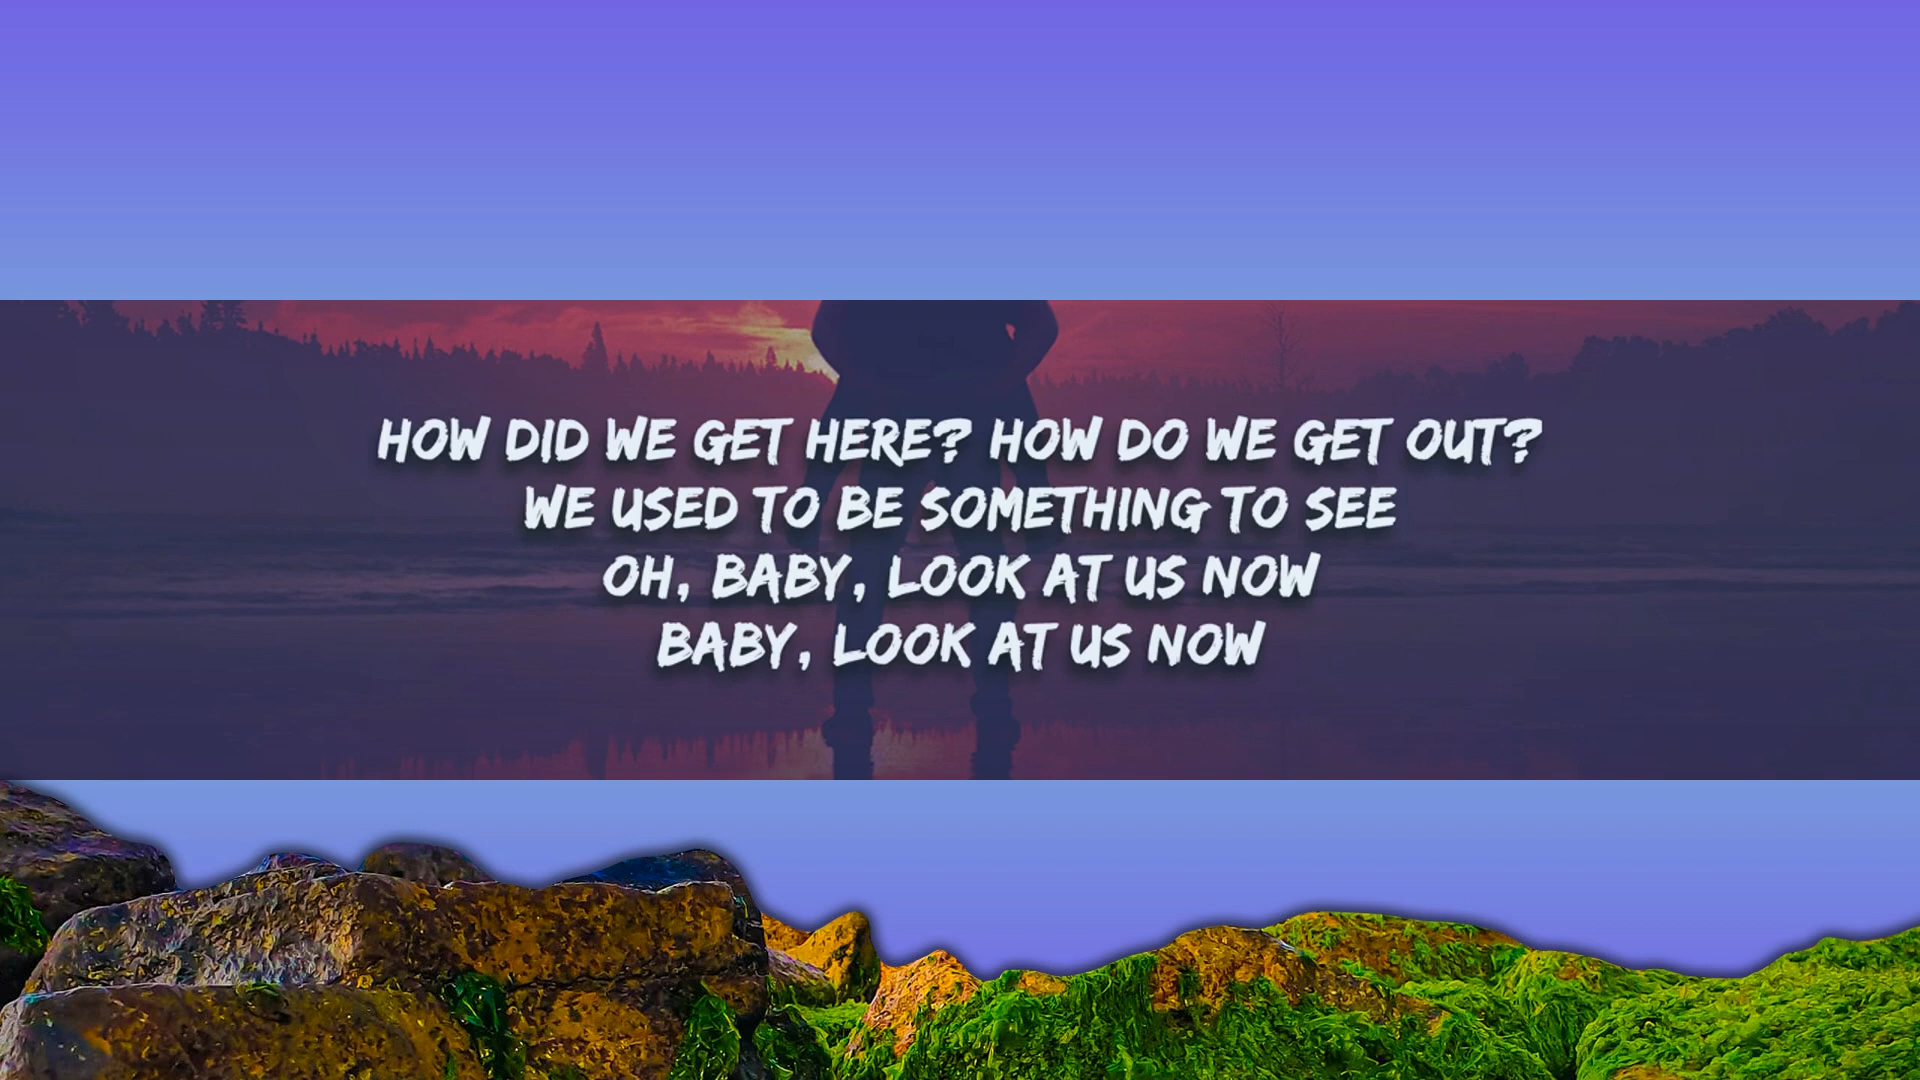 HOW DID WE GET HERE? HOW DO WE GET OUT?
WE USED TO BE SOMETHING TO SEE
OH, BABY, LOOK AT US NOW
BABY, LOOK AT US NOW